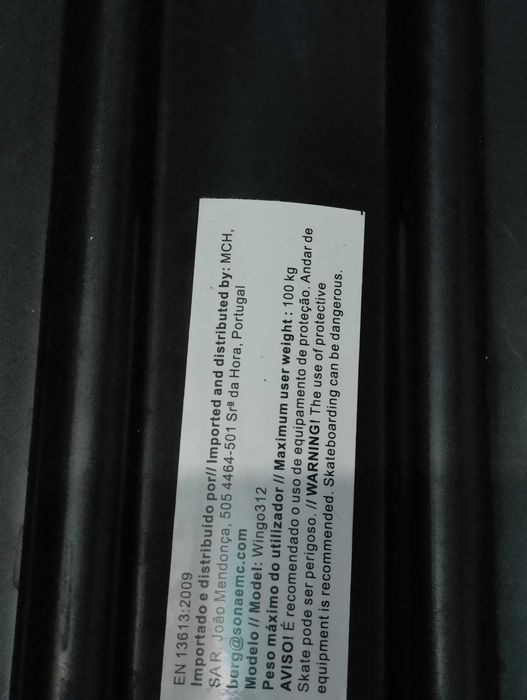 EN 13613:2009
Importado e distribuído por// Imported and distributed by: MCH,
SA R. João Mendonça, 505 4464-501 Srª da Hora, Portugal
berg@sonaemc.com
Modelo // Model: Wingo312
Peso máximo do utilizador // Maximum user weight : 100 kg
AVISO! É recomendado o uso de equipamento de proteção. Andar de
Skate pode ser perigoso. // WARNING! The use of protective
equipment is recommended. Skateboarding can be dangerous.